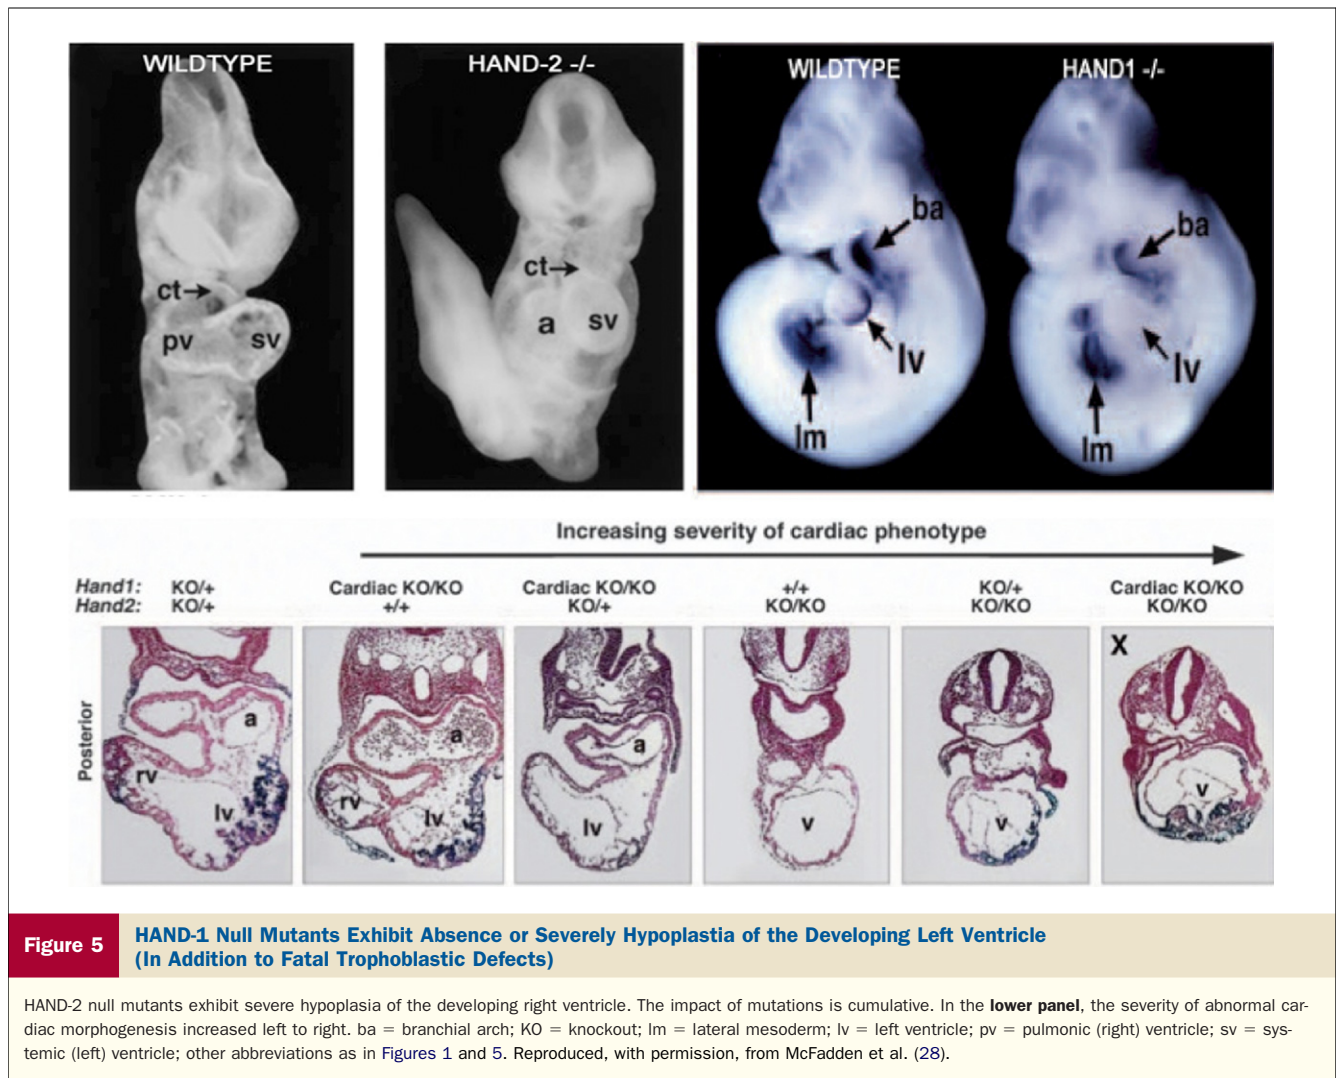 WILDTYPE
ct
pv
sv
HAND-2 -/-
ct
a
sv
WILDTYPE
ba
lv
lm
HAND1 -/-
ba
lv
lm
Increasing severity of cardiac phenotype
Hand1: KO/+ Cardiac KO/KO Cardiac KO/KO +/+ KO/+ Cardiac KO/KO
Hand2: KO/+ +/+ KO/+ KO/KO KO/KO KO/KO
Posterior
a
rv
lv
a
rv
lv
a
lv
v
v
X
v
Figure 5
HAND-1 Null Mutants Exhibit Absence or Severely Hypoplastia of the Developing Left Ventricle
(In Addition to Fatal Trophoblastic Defects)
HAND-2 null mutants exhibit severe hypoplasia of the developing right ventricle. The impact of mutations is cumulative. In the lower panel, the severity of abnormal car-
diac morphogenesis increased left to right. ba = branchial arch; KO = knockout; lm = lateral mesoderm; lv = left ventricle; pv = pulmonic (right) ventricle; sv = sys-
temic (left) ventricle; other abbreviations as in Figures 1 and 5. Reproduced, with permission, from McFadden et al. (28).